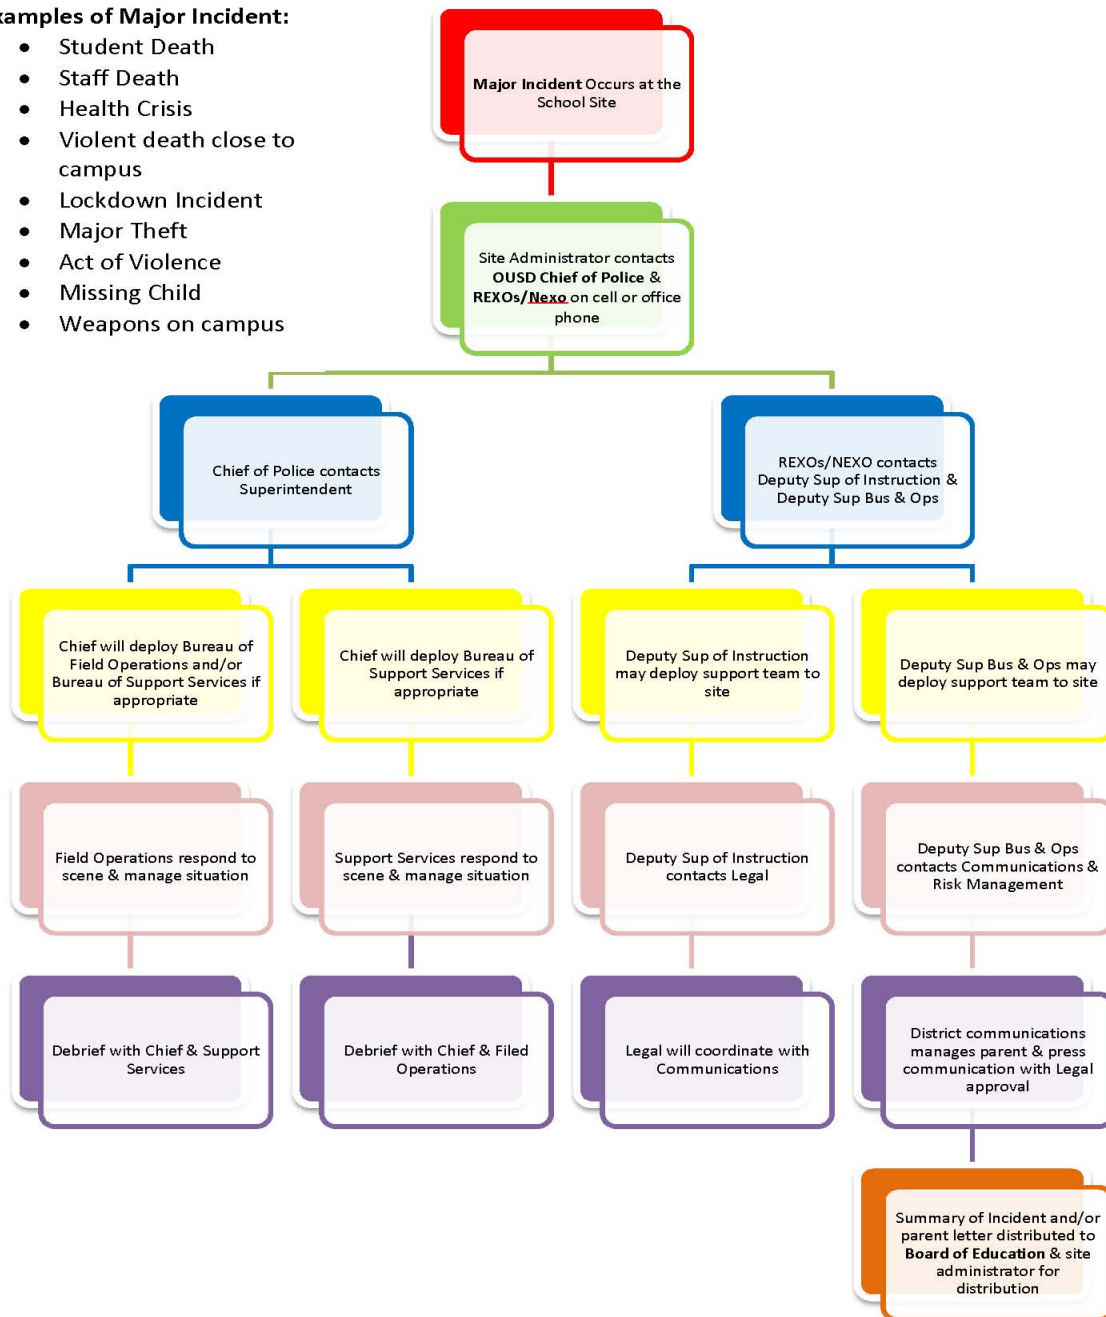 xamples of Major Incident:
• Student Death
• Staff Death
• Health Crisis
• Violent death close to
campus
• Lockdown Incident
• Major Theft
• Act of Violence
• Missing Child
• Weapons on campus
Major Incident Occurs at the
School Site
Site Administrator contacts
OUSD Chief of Police &
REXOs/Nexo on cell or office
phone
Chief of Police contacts
Superintendent
REXOs/NEXO contacts
Deputy Sup of Instruction &
Deputy Sup Bus & Ops
Chief will deploy Bureau of
Field Operations and/or
Bureau of Support Services if
appropriate
Chief will deploy Bureau of
Support Services if
appropriate
Deputy Sup of Instruction
may deploy support team to
site
Deputy Sup Bus & Ops may
deploy support team to site
Field Operations respond to
scene & manage situation
Support Services respond to
scene & manage situation
Deputy Sup of Instruction
contacts Legal
Deputy Sup Bus & Ops
contacts Communications &
Risk Management
Debrief with Chief & Support
Services
Debrief with Chief & Filed
Operations
Legal will coordinate with
Communications
District communications
manages parent & press
communication with Legal
approval
Summary of Incident and/or
parent letter distributed to
Board of Education & site
administrator for
distribution